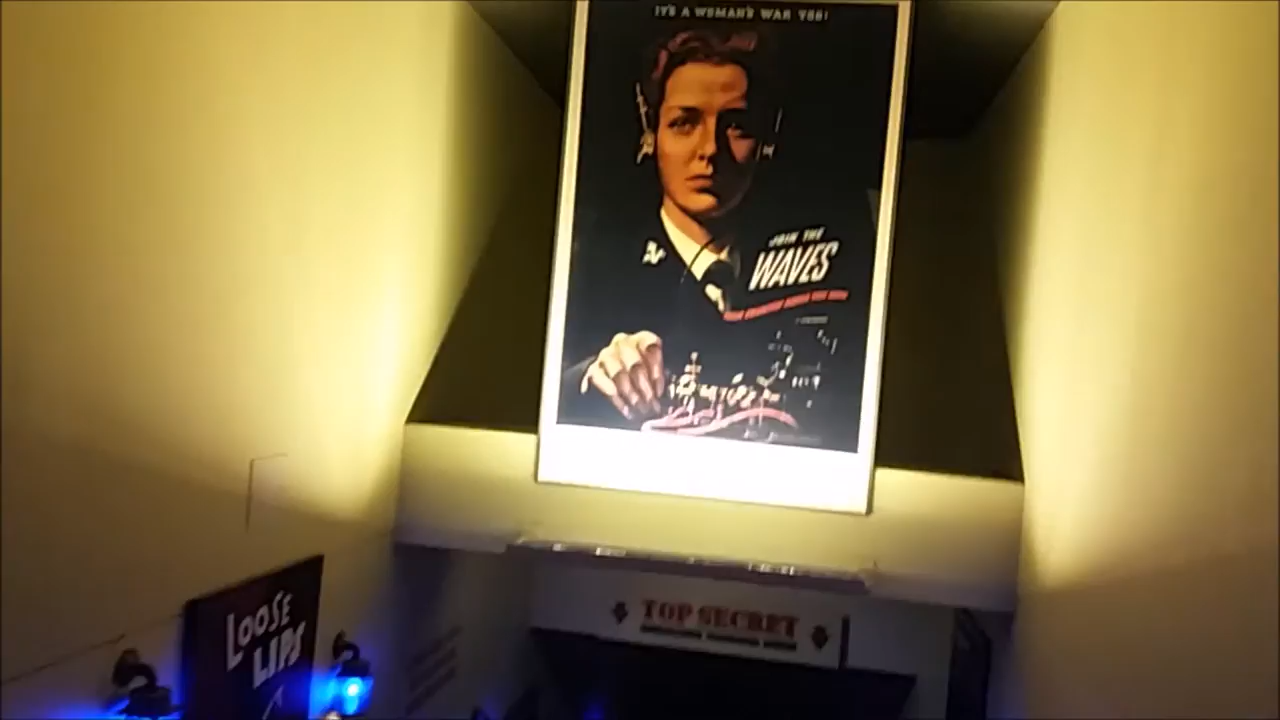 IT'S A WOMAN'S WAR TOO!
JOIN THE
WAVES
TOP SECRET
LOOSE
LIPS